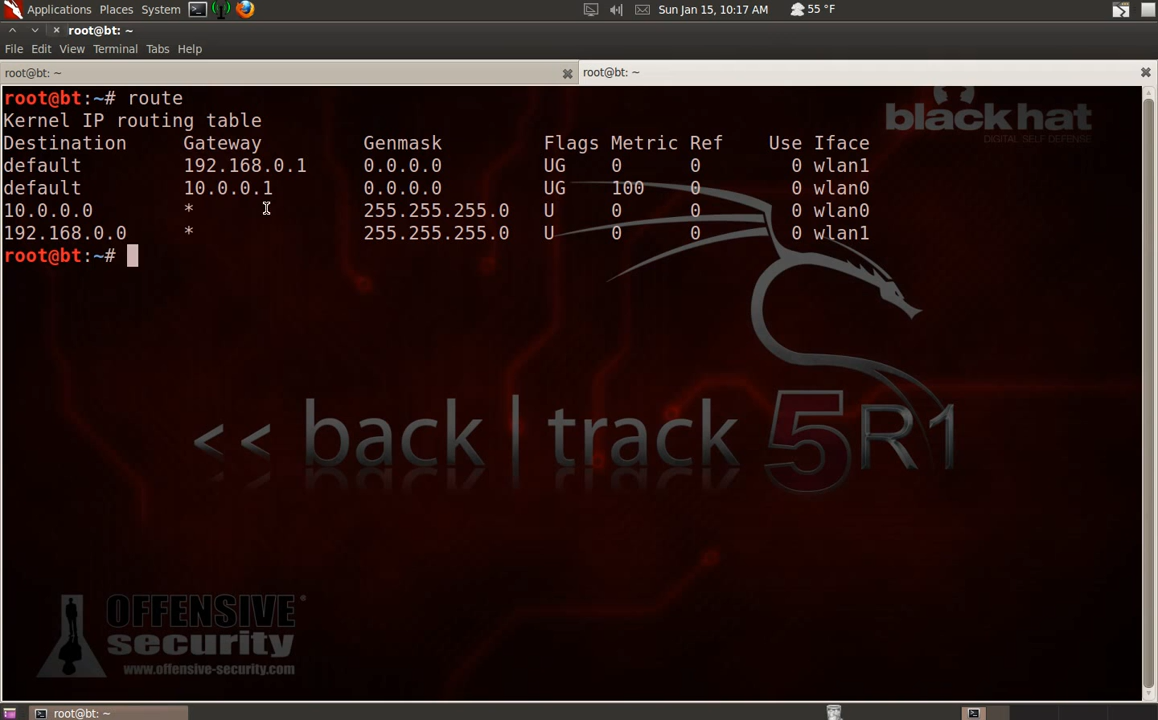 Applications Places System Sun Jan 15, 10:17 AM 55 °F
root@bt: ~
File Edit View Terminal Tabs Help
root@bt: ~ root@bt: ~
root@bt:~# route
Kernel IP routing table
Destination Gateway Genmask Flags Metric Ref Use Iface
default 192.168.0.1 0.0.0.0 UG 0 0 0 wlan1
default 10.0.0.1 0.0.0.0 UG 100 0 0 wlan0
10.0.0.0 * 255.255.255.0 U 0 0 0 wlan0
192.168.0.0 * 255.255.255.0 U 0 0 0 wlan1
root@bt:~#
black hat
DIGITAL SELF DEFENSE
<< back | track 5 R1
OFFENSIVE
security
www.offensive-security.com
root@bt: ~